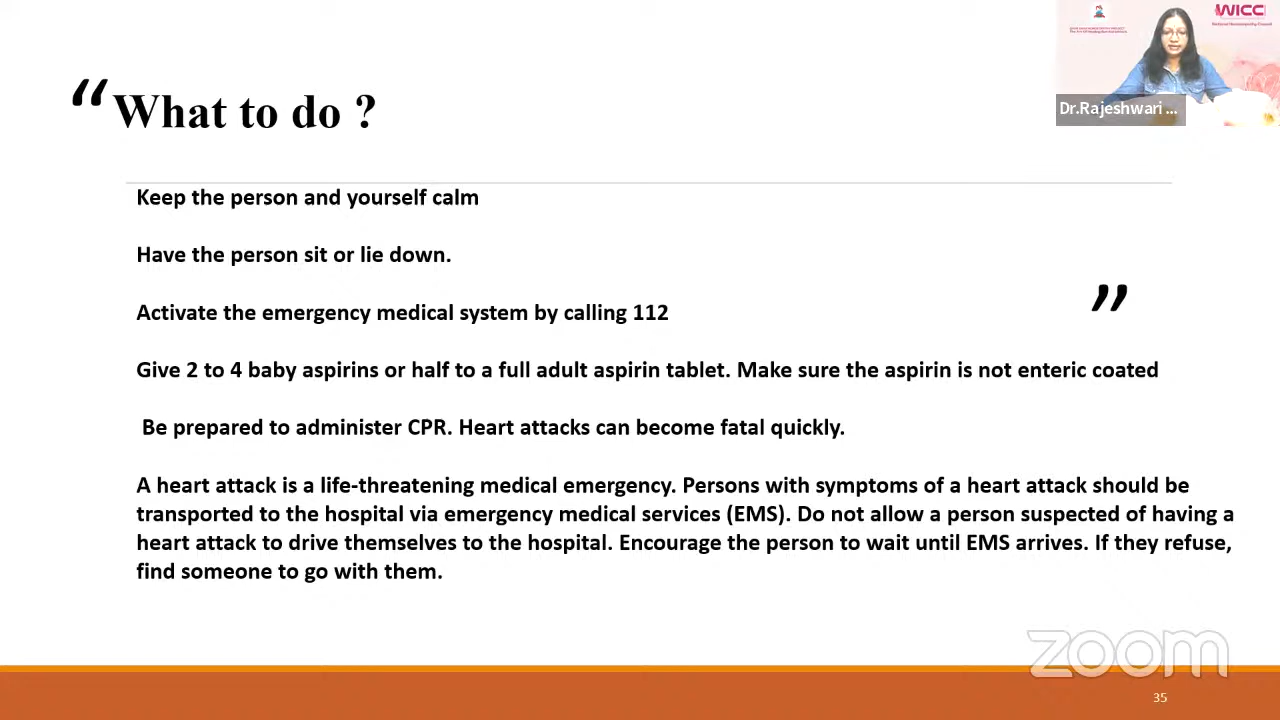 WICC
“What to do ?
Dr.Rajeshwari ...
Keep the person and yourself calm
Have the person sit or lie down.
Activate the emergency medical system by calling 112
”
Give 2 to 4 baby aspirins or half to a full adult aspirin tablet. Make sure the aspirin is not enteric coated
Be prepared to administer CPR. Heart attacks can become fatal quickly.
A heart attack is a life-threatening medical emergency. Persons with symptoms of a heart attack should be
transported to the hospital via emergency medical services (EMS). Do not allow a person suspected of having a
heart attack to drive themselves to the hospital. Encourage the person to wait until EMS arrives. If they refuse,
find someone to go with them.
zoom
35